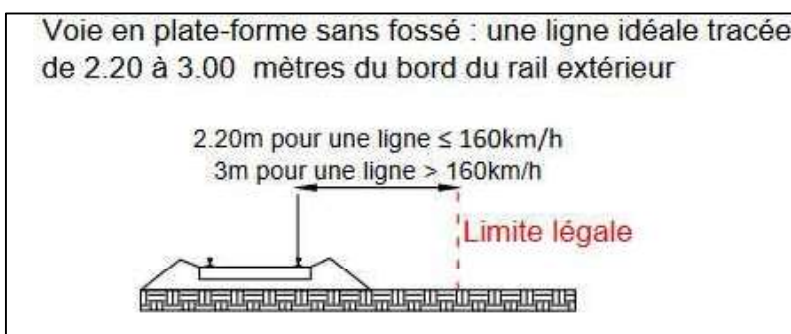 Voie en plate-forme sans fossé : une ligne idéale tracée
de 2.20 à 3.00 mètres du bord du rail extérieur
2.20m pour une ligne ≤ 160km/h
3m pour une ligne > 160km/h
Limite légale